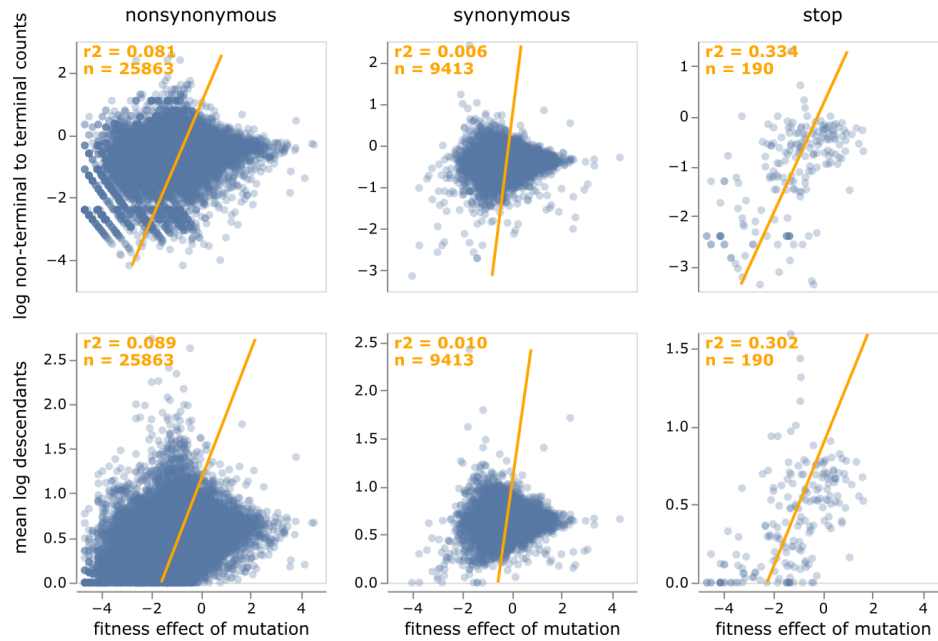 nonsynonymous
synonymous
stop
log non-terminal to terminal counts
r2 = 0.081
n = 25863
2
0
−2
−4
r2 = 0.006
n = 9413
2
1
0
−1
−2
−3
r2 = 0.334
n = 190
1
0
−1
−2
−3
mean log descendants
r2 = 0.089
n = 25863
2.5
2.0
1.5
1.0
0.5
0.0
r2 = 0.010
n = 9413
2.5
2.0
1.5
1.0
0.5
0.0
r2 = 0.302
n = 190
1.5
1.0
0.5
0.0
−4 −2 0 2 4
−4 −2 0 2 4
−4 −2 0 2 4
fitness effect of mutation
fitness effect of mutation
fitness effect of mutation